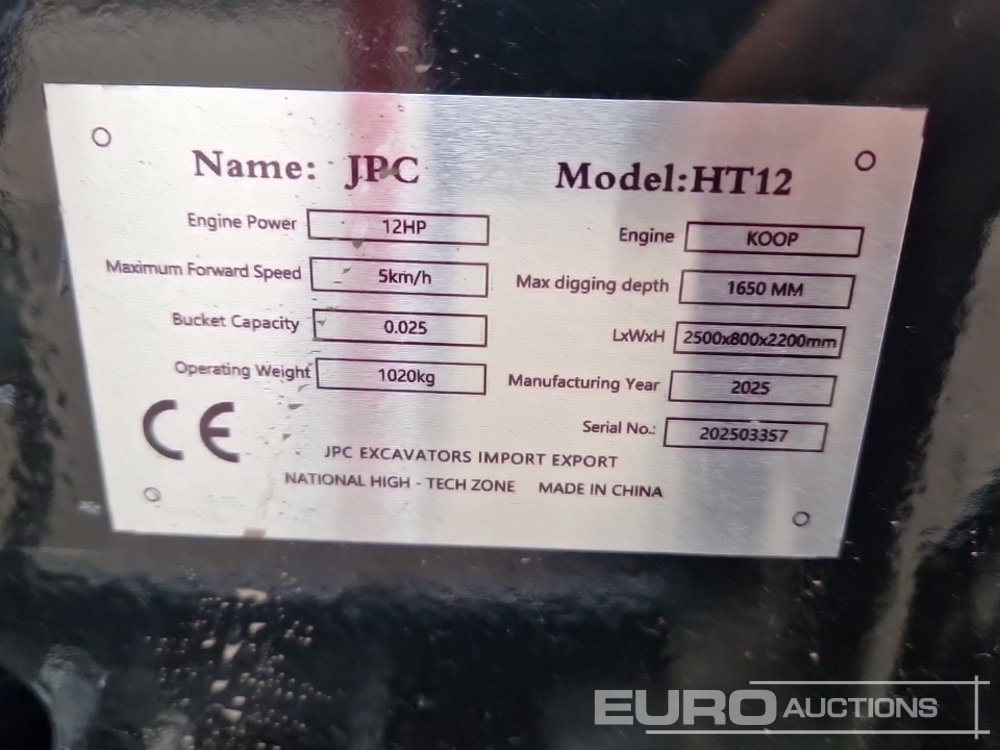 Name: JPC
Model:HT12
Engine Power 12HP
Engine KOOP
Maximum Forward Speed 5km/h
Max digging depth 1650 MM
Bucket Capacity 0.025
LxWxH 2500x800x2200mm
Operating Weight 1020kg
Manufacturing Year 2025
Serial No.: 202503357
CE
JPC EXCAVATORS IMPORT EXPORT
NATIONAL HIGH - TECH ZONE MADE IN CHINA
EURO AUCTIONS